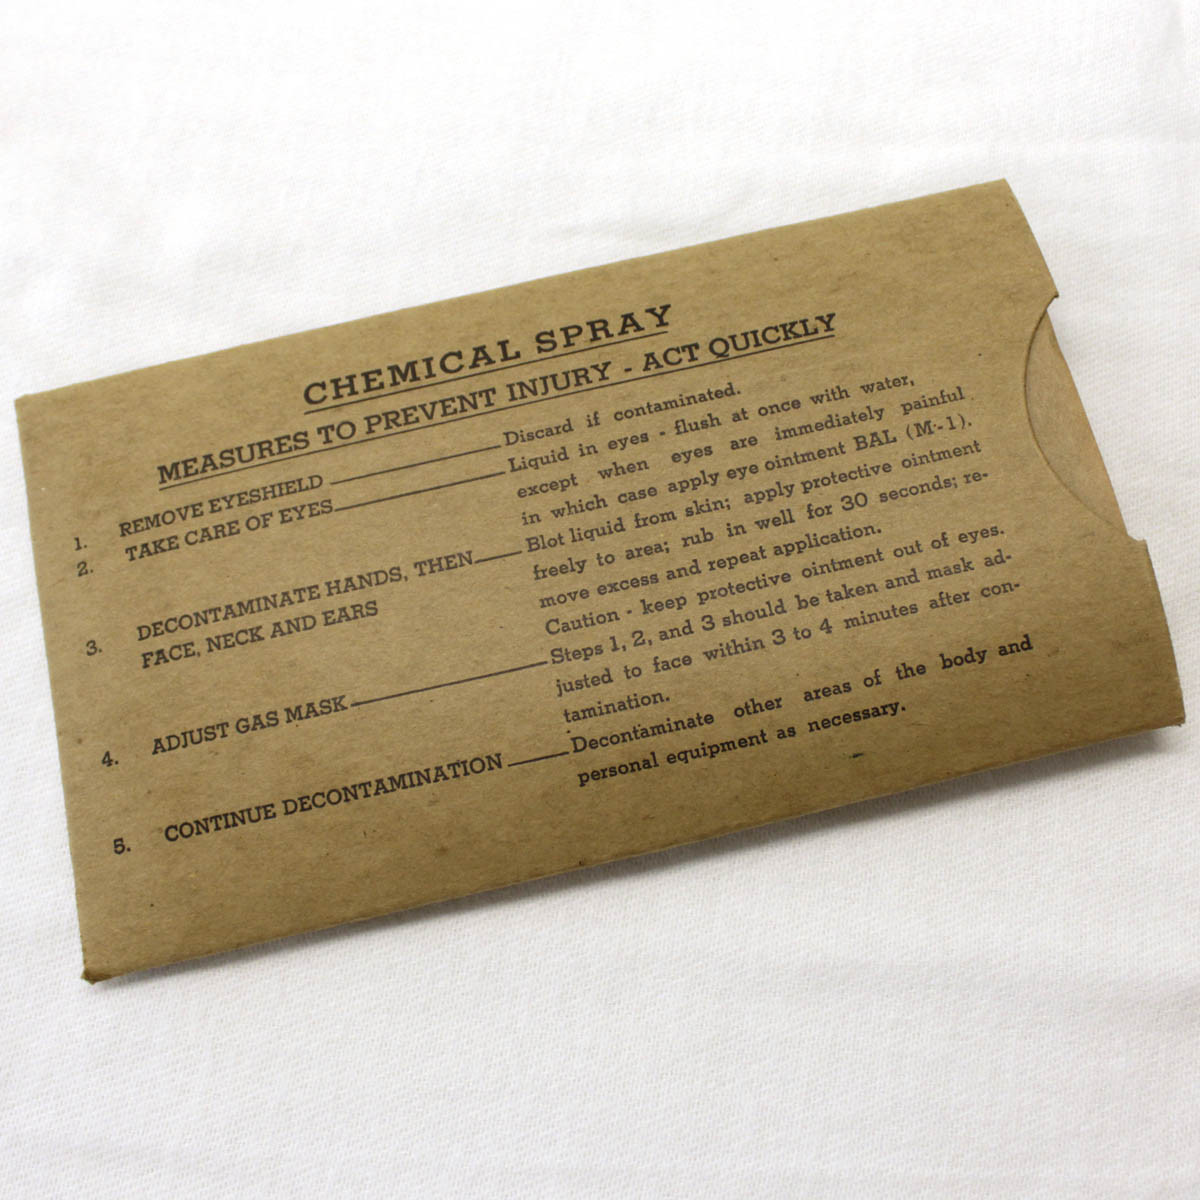 CHEMICAL SPRAY
MEASURES TO PREVENT INJURY - ACT QUICKLY
1. REMOVE EYESHIELD Discard if contaminated.
2. TAKE CARE OF EYES Liquid in eyes - flush at once with water,
except when eyes are immediately painful
in which case apply eye ointment BAL (M-1).
3. DECONTAMINATE HANDS, THEN Blot liquid from skin; apply protective ointment
FACE, NECK AND EARS freely to area; rub in well for 30 seconds; re-
move excess and repeat application.
Caution - keep protective ointment out of eyes.
4. ADJUST GAS MASK Steps 1, 2, and 3 should be taken and mask ad-
justed to face within 3 to 4 minutes after con-
tamination.
5. CONTINUE DECONTAMINATION Decontaminate other areas of the body and
personal equipment as necessary.